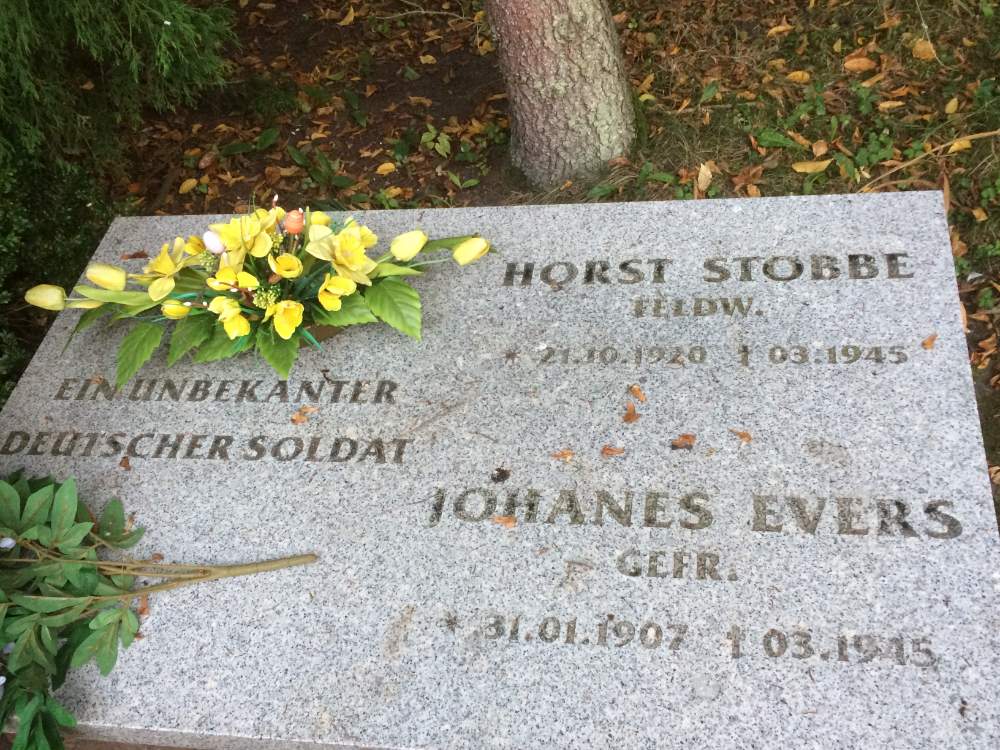 EIN UNBEKANTER
DEUTSCHER SOLDAT
HORST STOBBE
FELDW.
* 21.10.1920 † 03.1945
JOHANES EVERS
GEFR.
* 31.01.1907 † 03.1945